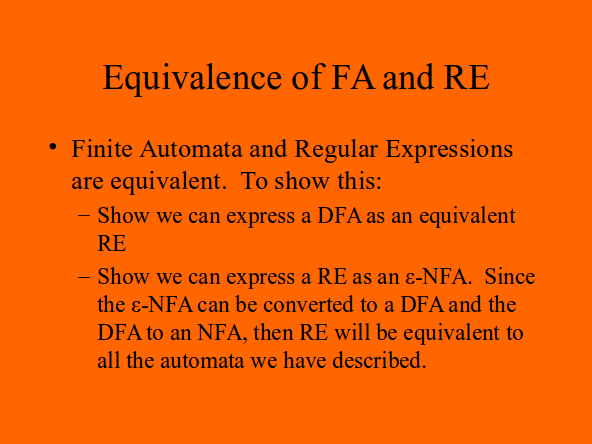 Equivalence of FA and RE
• Finite Automata and Regular Expressions
are equivalent.  To show this:
– Show we can express a DFA as an equivalent
RE
– Show we can express a RE as an ε-NFA.  Since
the ε-NFA can be converted to a DFA and the
DFA to an NFA, then RE will be equivalent to
all the automata we have described.